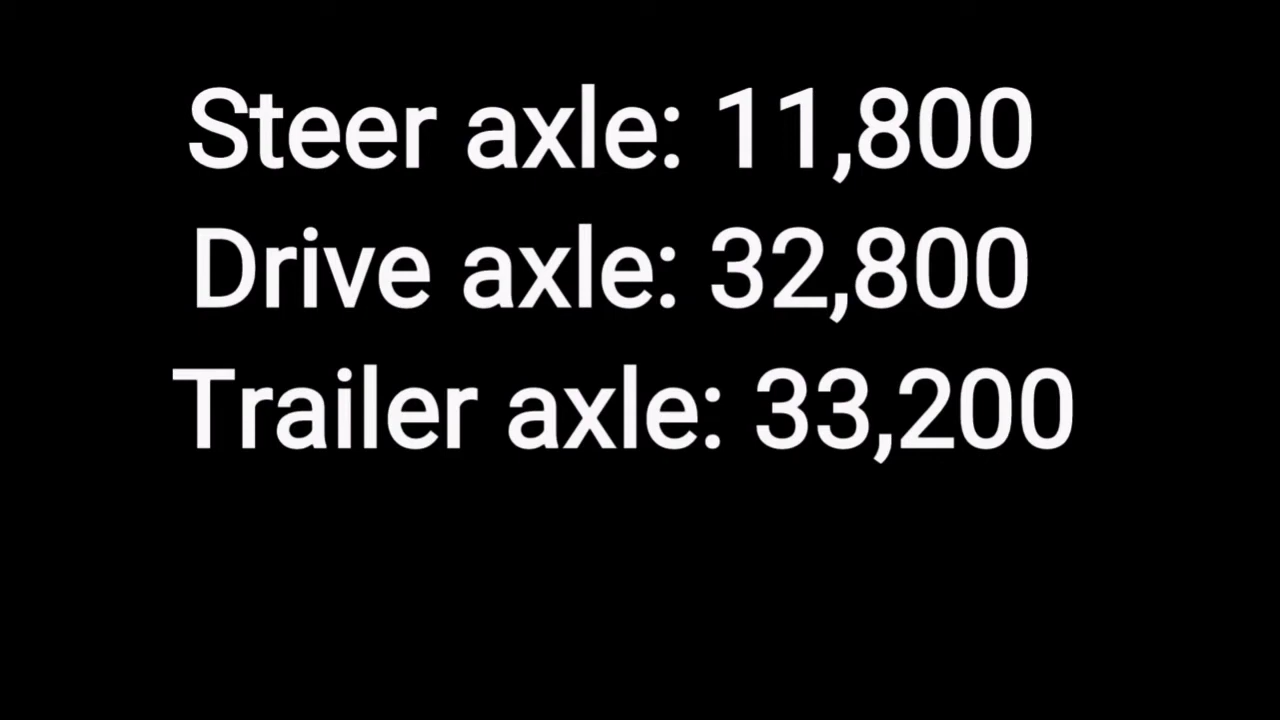 Steer axle: 11,800
Drive axle: 32,800
Trailer axle: 33,200